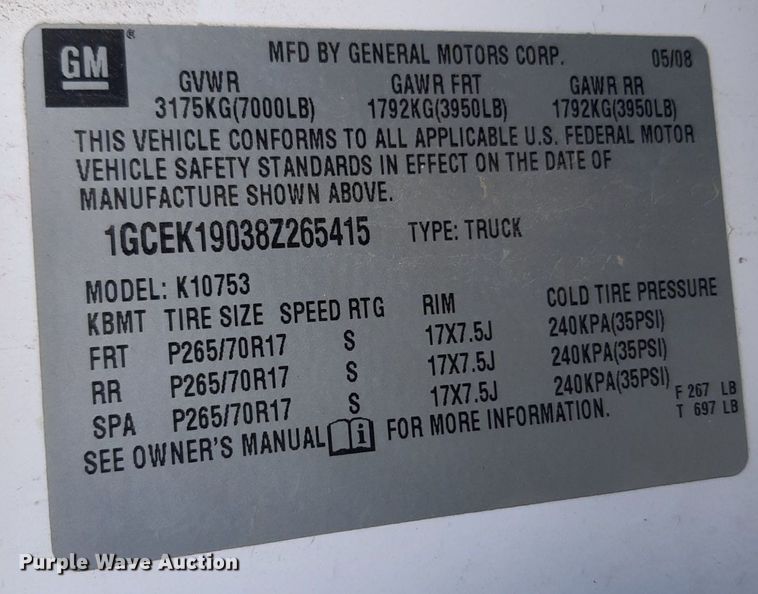 GM® MFD BY GENERAL MOTORS CORP. 05/08
GVWR GAWR FRT GAWR RR
3175KG(7000LB) 1792KG(3950LB) 1792KG(3950LB)
THIS VEHICLE CONFORMS TO ALL APPLICABLE U.S. FEDERAL MOTOR
VEHICLE SAFETY STANDARDS IN EFFECT ON THE DATE OF
MANUFACTURE SHOWN ABOVE.
1GCEK19038Z265415 TYPE: TRUCK
MODEL: K10753
KBMT TIRE SIZE SPEED RTG RIM COLD TIRE PRESSURE
FRT P265/70R17 S 17X7.5J 240KPA(35PSI)
RR P265/70R17 S 17X7.5J 240KPA(35PSI)
SPA P265/70R17 S 17X7.5J 240KPA(35PSI) F 267 LB
SEE OWNER'S MANUAL i FOR MORE INFORMATION. T 697 LB
Purple Wave Auction